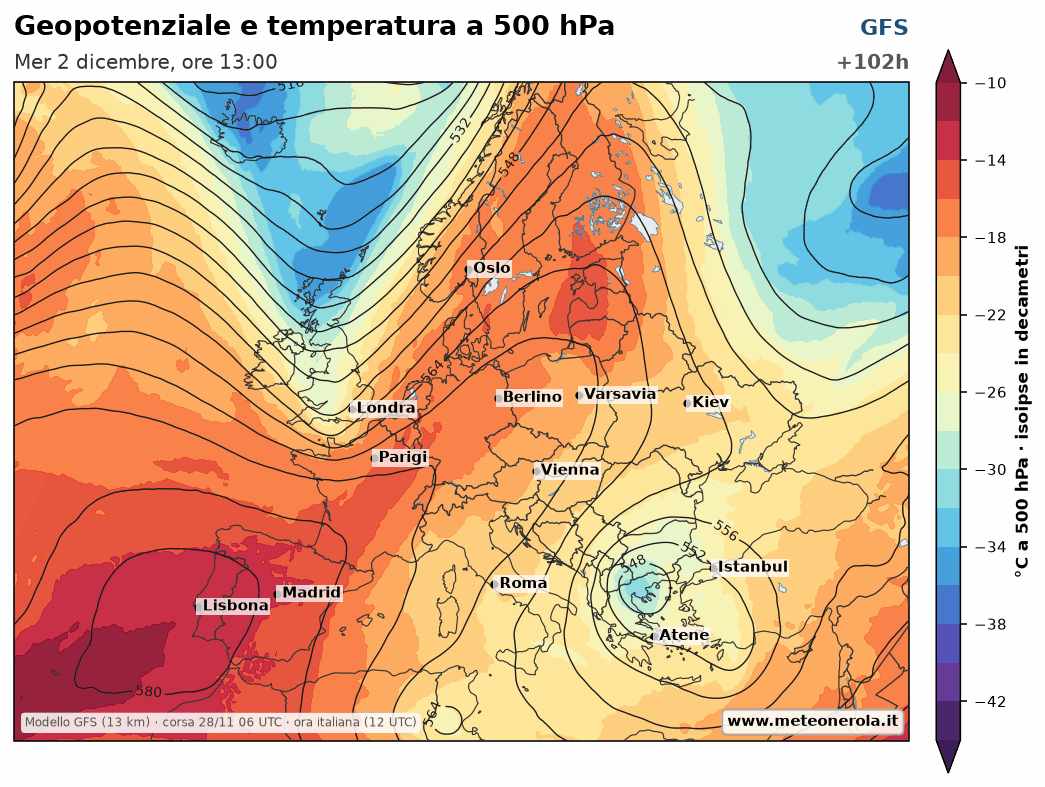 Geopotenziale e temperatura a 500 hPa
GFS
Mer 2 dicembre, ore 13:00
+102h
516
532
548
564
Oslo
Londra
Berlino
Varsavia
Kiev
Parigi
Vienna
556
552
548
Istanbul
Roma
Madrid
Lisbona
Atene
580
564
Modello GFS (13 km) · corsa 28/11 06 UTC · ora italiana (12 UTC)
www.meteonerola.it
−10
−14
−18
−22
−26
−30
−34
−38
−42
°C a 500 hPa · isoipse in decametri